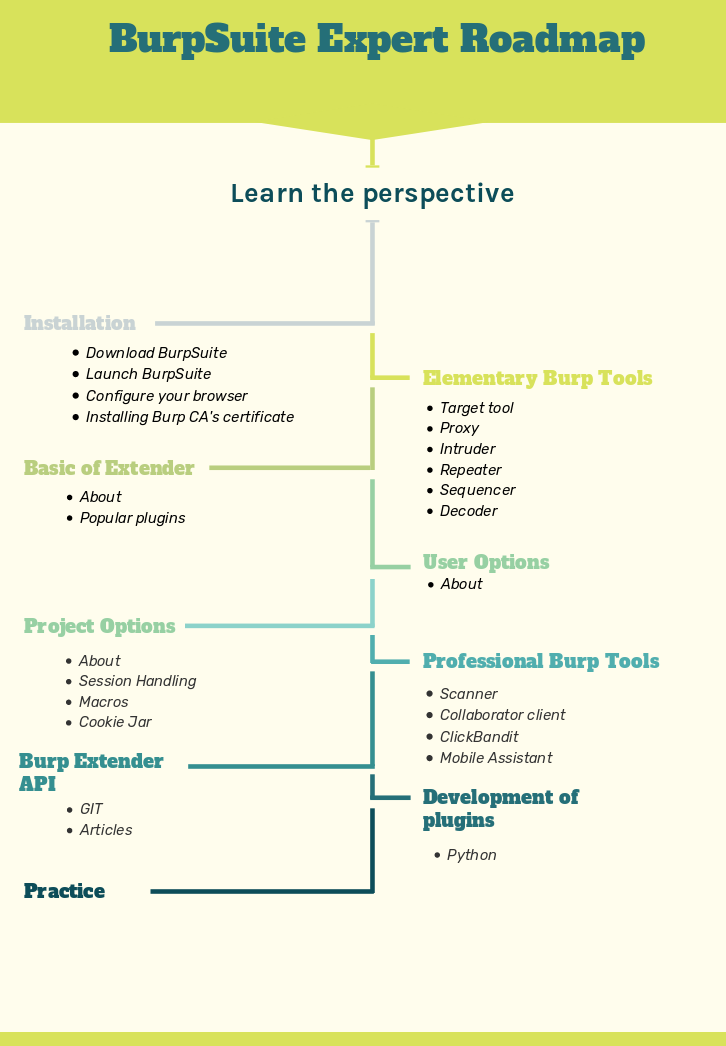 BurpSuite Expert Roadmap
Learn the perspective
Installation
• Download BurpSuite
• Launch BurpSuite
• Configure your browser
• Installing Burp CA's certificate
Elementary Burp Tools
• Target tool
• Proxy
• Intruder
• Repeater
• Sequencer
• Decoder
Basic of Extender
• About
• Popular plugins
User Options
• About
Project Options
• About
• Session Handling
• Macros
• Cookie Jar
Professional Burp Tools
• Scanner
• Collaborator client
• ClickBandit
• Mobile Assistant
Burp Extender
API
• GIT
• Articles
Development of
plugins
• Python
Practice